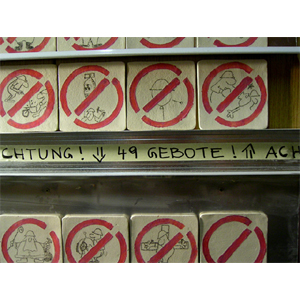 CHTUNG! ⇓ 49 GEBOTE! ⇑ ACH